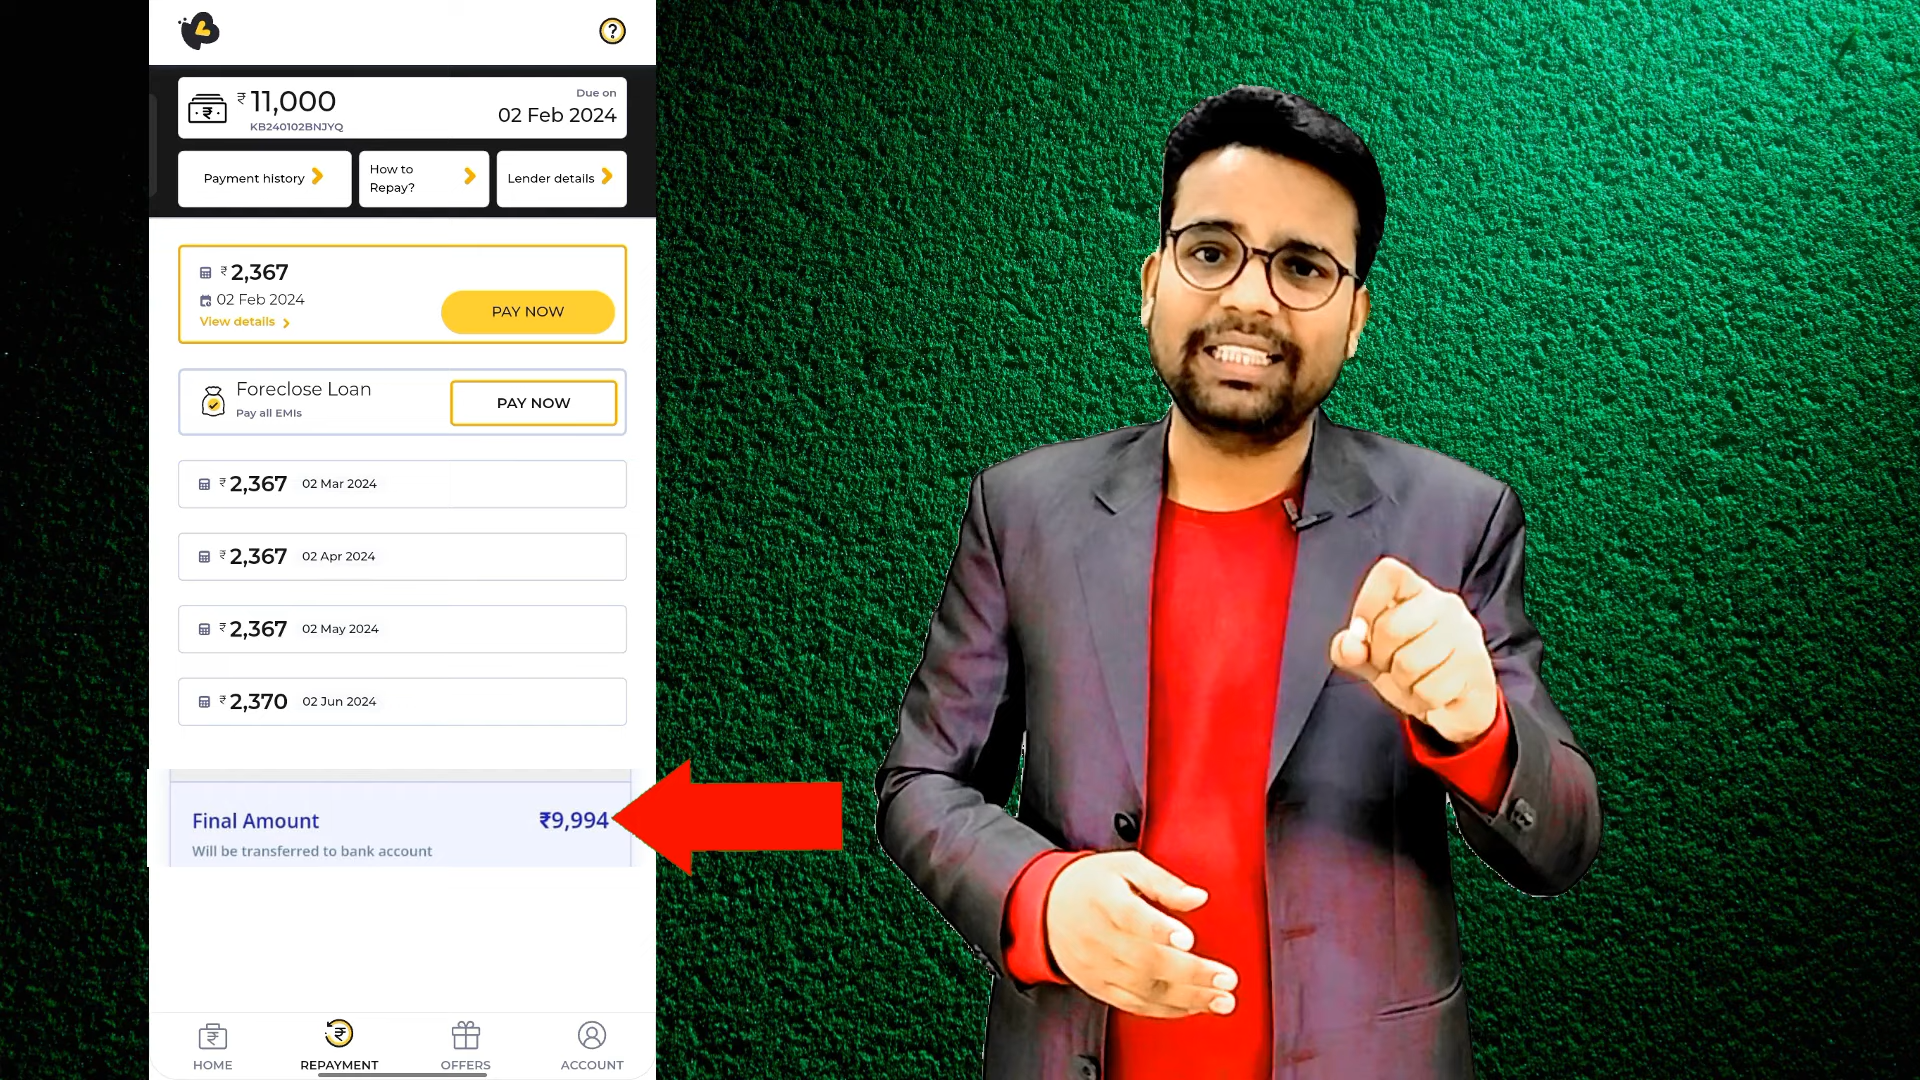 ?
₹ 11,000
KB240102BNJYQ
Due on
02 Feb 2024
Payment history
How to
Repay?
Lender details
₹ 2,367
02 Feb 2024
View details
PAY NOW
Foreclose Loan
Pay all EMIs
PAY NOW
₹ 2,367 02 Mar 2024
₹ 2,367 02 Apr 2024
₹ 2,367 02 May 2024
₹ 2,370 02 Jun 2024
Final Amount ₹9,994
Will be transferred to bank account
HOME
REPAYMENT
OFFERS
ACCOUNT